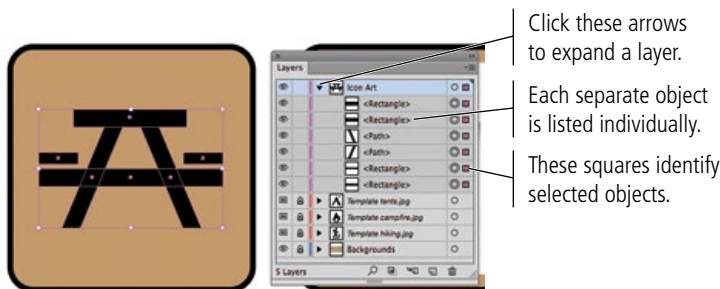 Click these arrows
to expand a layer.
Each separate object
is listed individually.
These squares identify
selected objects.
Layers
Icon Art
<Rectangle>
<Rectangle>
<Path>
<Path>
<Rectangle>
<Rectangle>
Template tents.jpg
Template campfire.jpg
Template hiking.jpg
Backgrounds
5 Layers